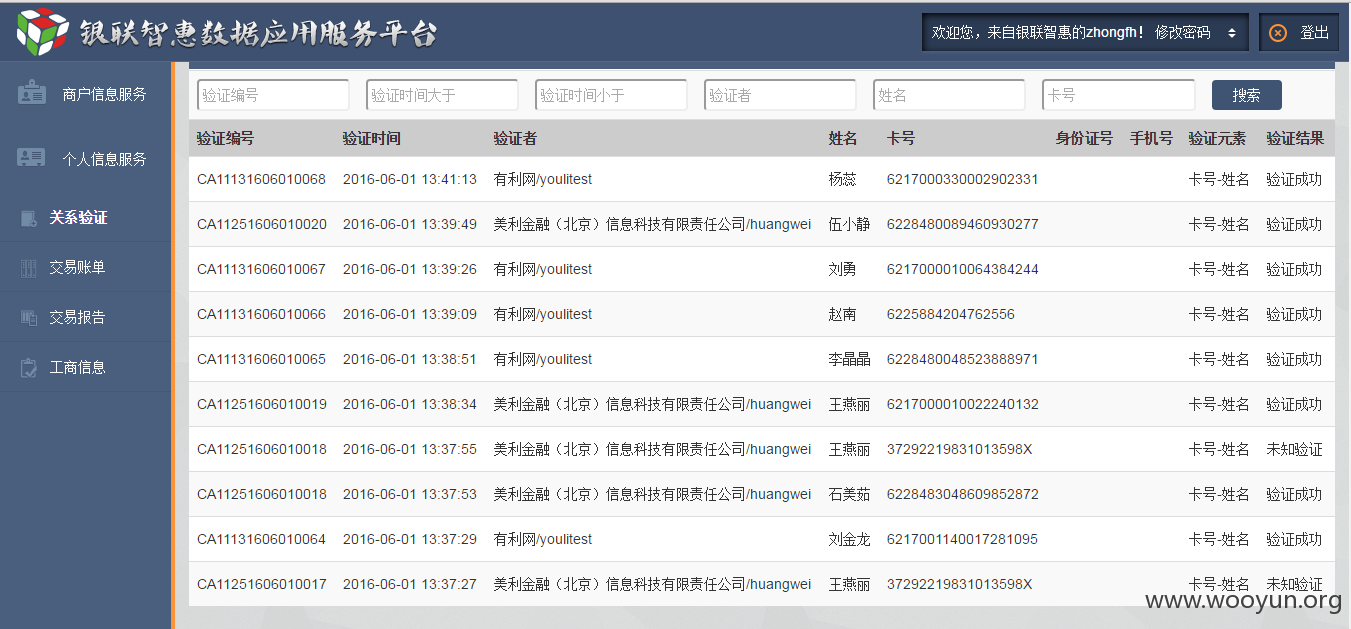 银联智惠数据应用服务平台
欢迎您，来自银联智惠的zhongfh！ 修改密码 登出
商户信息服务
个人信息服务
关系验证
交易账单
交易报告
工商信息
验证编号 验证时间大于 验证时间小于 验证者 姓名 卡号 搜索
验证编号 验证时间 验证者 姓名 卡号 身份证号 手机号 验证元素 验证结果
CA11131606010068 2016-06-01 13:41:13 有利网/youlitest 杨蕊 6217000330002902331 卡号-姓名 验证成功
CA11251606010020 2016-06-01 13:39:49 美利金融（北京）信息科技有限责任公司/huangwei 伍小静 6228480089460930277 卡号-姓名 验证成功
CA11131606010067 2016-06-01 13:39:26 有利网/youlitest 刘勇 6217000010064384244 卡号-姓名 验证成功
CA11131606010066 2016-06-01 13:39:09 有利网/youlitest 赵南 6225884204762556 卡号-姓名 验证成功
CA11131606010065 2016-06-01 13:38:51 有利网/youlitest 李晶晶 6228480048523888971 卡号-姓名 验证成功
CA11251606010019 2016-06-01 13:38:34 美利金融（北京）信息科技有限责任公司/huangwei 王燕丽 6217000010022240132 卡号-姓名 验证成功
CA11251606010018 2016-06-01 13:37:55 美利金融（北京）信息科技有限责任公司/huangwei 王燕丽 37292219831013598X 卡号-姓名 未知验证
CA11251606010018 2016-06-01 13:37:53 美利金融（北京）信息科技有限责任公司/huangwei 石美茹 6228483048609852872 卡号-姓名 验证成功
CA11131606010064 2016-06-01 13:37:29 有利网/youlitest 刘金龙 6217001140017281095 卡号-姓名 验证成功
CA11251606010017 2016-06-01 13:37:27 美利金融（北京）信息科技有限责任公司/huangwei 王燕丽 37292219831013598X 卡号-姓名 未知验证
www.wooyun.org